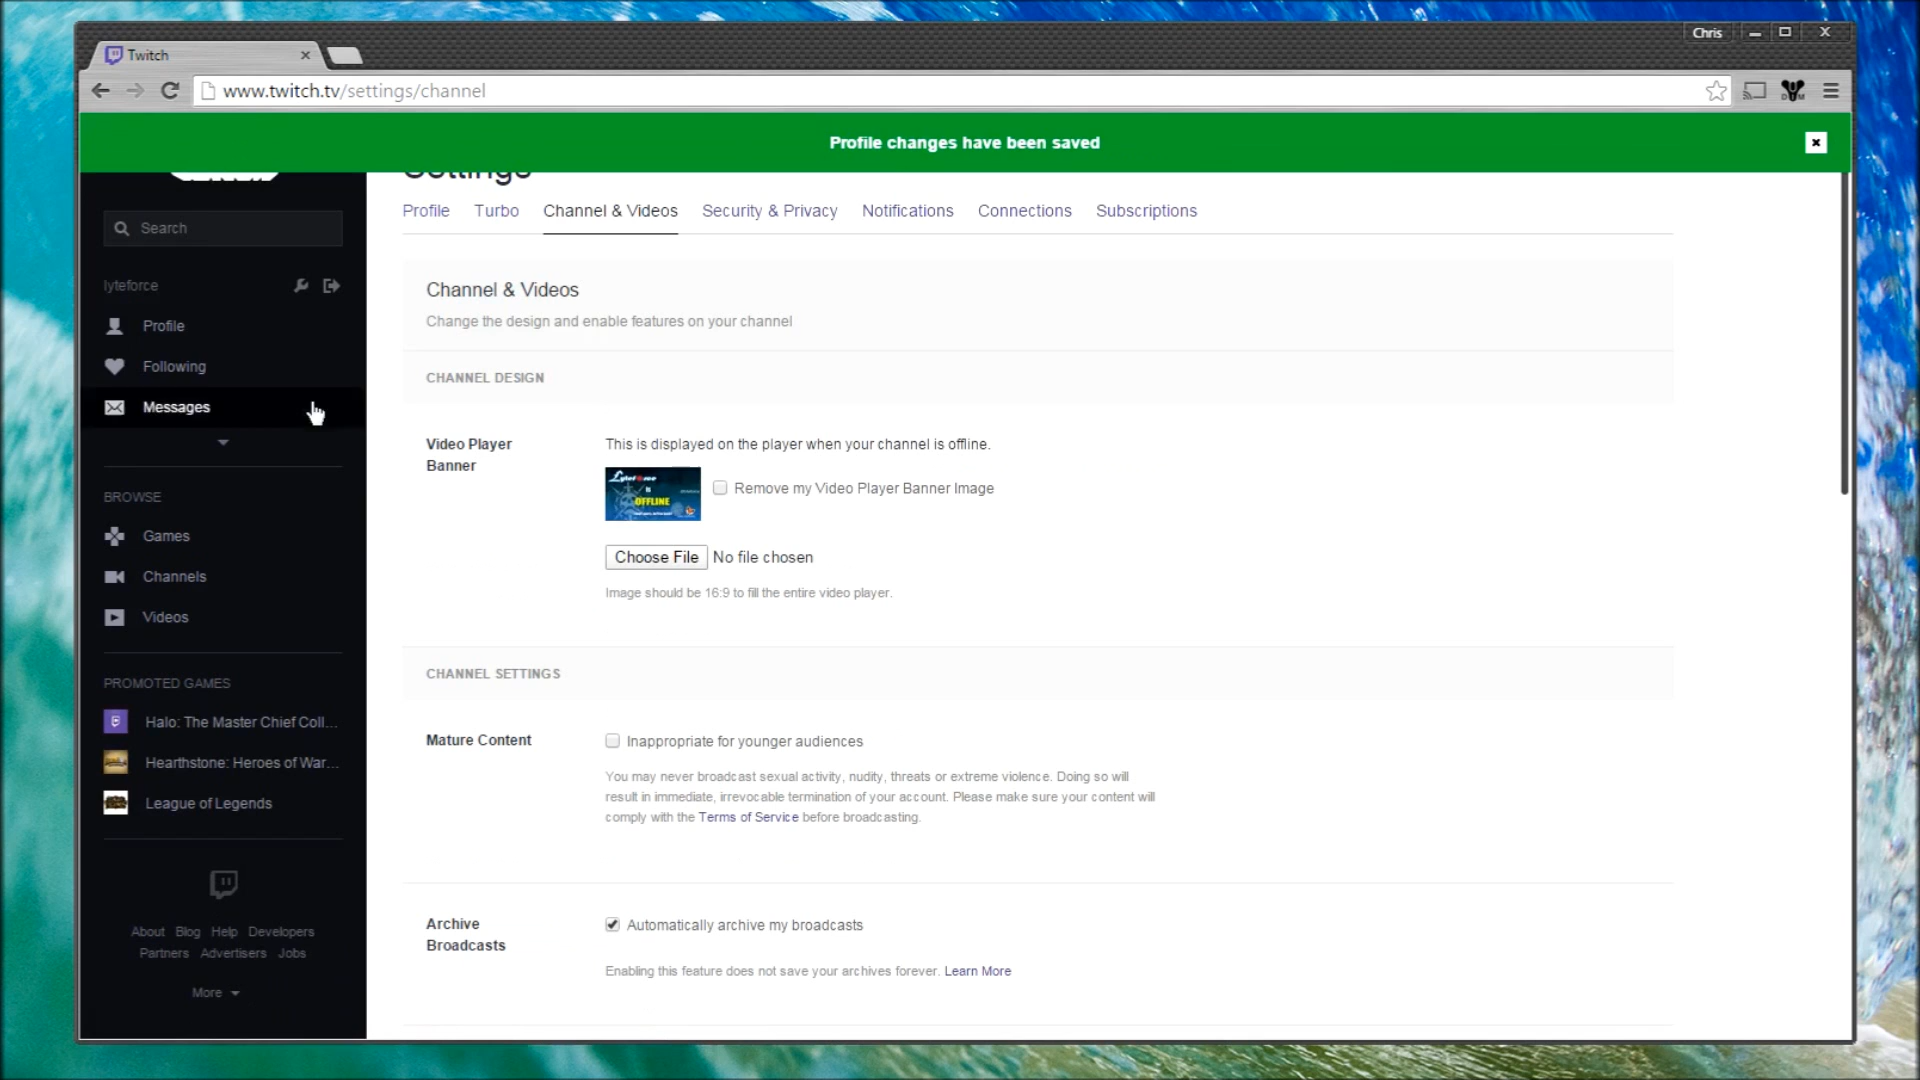 Chris
Twitch
www.twitch.tv/settings/channel
Profile changes have been saved
Settings
Profile Turbo Channel & Videos Security & Privacy Notifications Connections Subscriptions
Search
lyteforce
Profile
Following
Messages
BROWSE
Games
Channels
Videos
PROMOTED GAMES
Halo: The Master Chief Coll...
Hearthstone: Heroes of War...
League of Legends
About Blog Help Developers
Partners Advertisers Jobs
More
Channel & Videos
Change the design and enable features on your channel
CHANNEL DESIGN
Video Player
Banner
This is displayed on the player when your channel is offline.
Lyteforce
is
OFFLINE
Remove my Video Player Banner Image
Choose File No file chosen
Image should be 16:9 to fill the entire video player.
CHANNEL SETTINGS
Mature Content
Inappropriate for younger audiences
You may never broadcast sexual activity, nudity, threats or extreme violence. Doing so will
result in immediate, irrevocable termination of your account. Please make sure your content will
comply with the Terms of Service before broadcasting.
Archive
Broadcasts
Automatically archive my broadcasts
Enabling this feature does not save your archives forever. Learn More